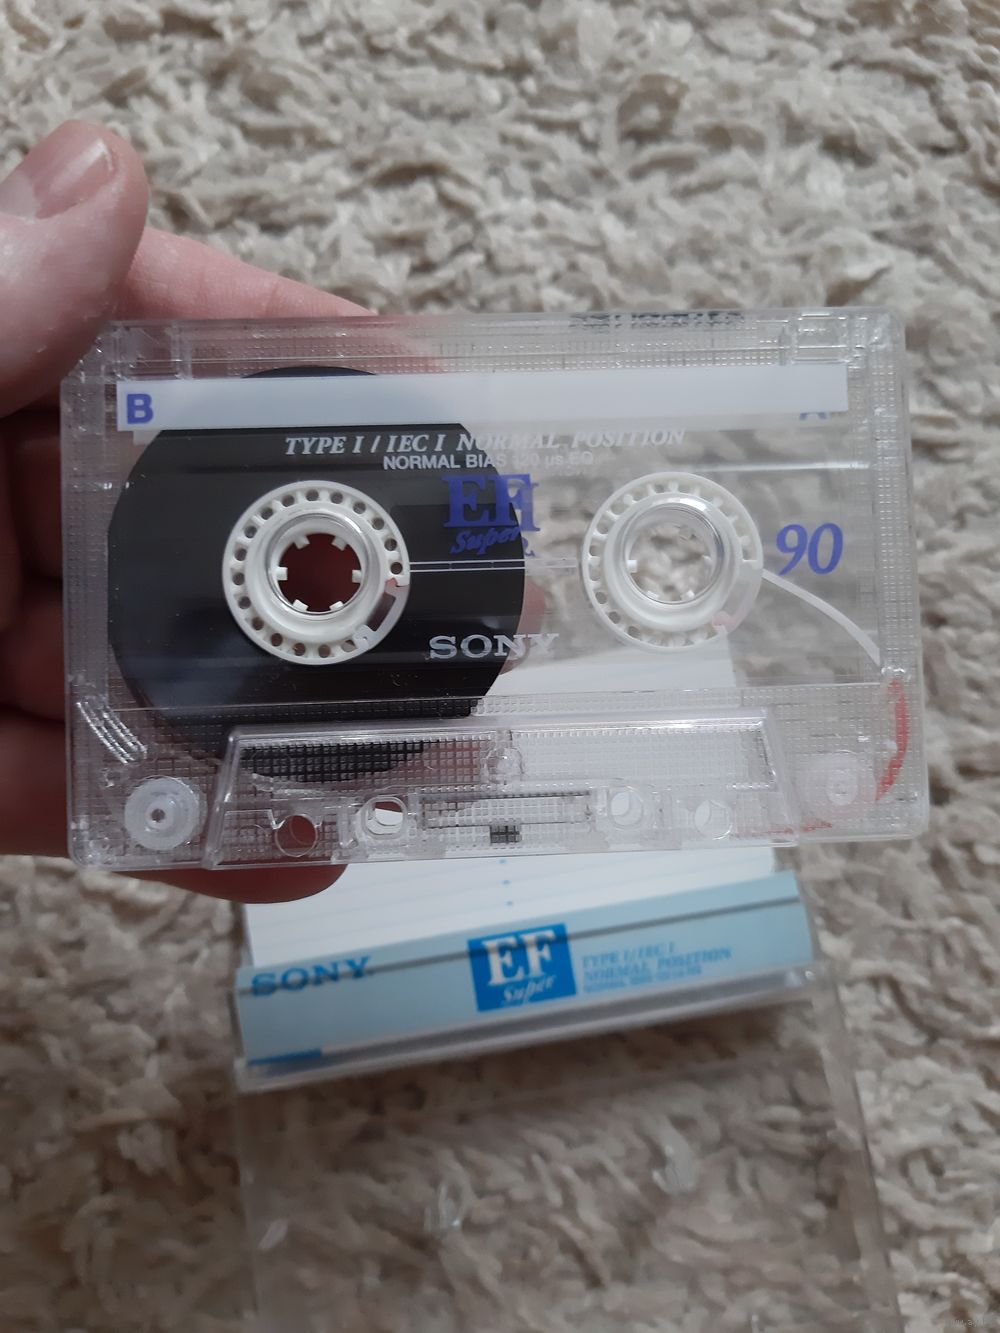 B A
TYPE I / IEC I NORMAL POSITION
NORMAL BIAS 120 µs EQ
EF
Super
90
SONY
SONY
EF
Super
TYPE I/IEC I
NORMAL POSITION